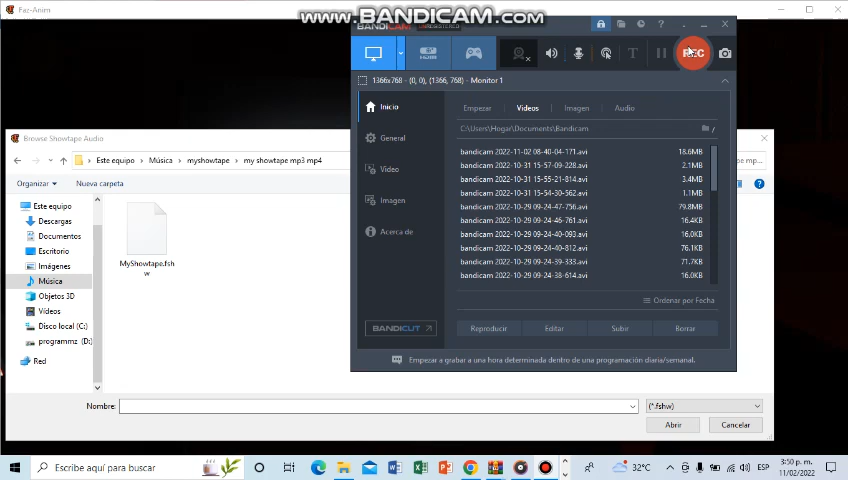 Faz-Anim
www.BANDICAM.com
BANDICAM
1366x768 - (0, 0), (1366, 768) - Monitor 1
REC
Inicio
General
Vídeo
Imagen
Acerca de
BANDICUT
Empezar
Videos
Imagen
Audio
C:\Users\Hogar\Documents\Bandicam
bandicam 2022-11-02 08-40-04-171.avi 18.6MB
bandicam 2022-10-31 15-57-09-228.avi 2.1MB
bandicam 2022-10-31 15-55-21-814.avi 3.4MB
bandicam 2022-10-31 15-54-30-562.avi 1.1MB
bandicam 2022-10-29 09-24-47-756.avi 79.8MB
bandicam 2022-10-29 09-24-46-761.avi 16.4KB
bandicam 2022-10-29 09-24-40-093.avi 16.0KB
bandicam 2022-10-29 09-24-40-812.avi 76.1KB
bandicam 2022-10-29 09-24-39-333.avi 71.7KB
bandicam 2022-10-29 09-24-38-614.avi 16.0KB
Ordenar por Fecha
Reproducir
Editar
Subir
Borrar
Empezar a grabar a una hora determinada dentro de una programación diaria/semanal.
Browse Showtape Audio
Este equipo > Música > myshowtape > my showtape mp3 mp4
pe mp...
Organizar
Nueva carpeta
Este equipo
Descargas
Documentos
Escritorio
Imágenes
Música
Objetos 3D
Vídeos
Disco local (C:)
programmz (D:)
Red
MyShowtape.fsh
w
Nombre:
(*.fshw)
Abrir
Cancelar
Escribe aquí para buscar
32°C
ESP
3:50 p. m.
11/02/2022